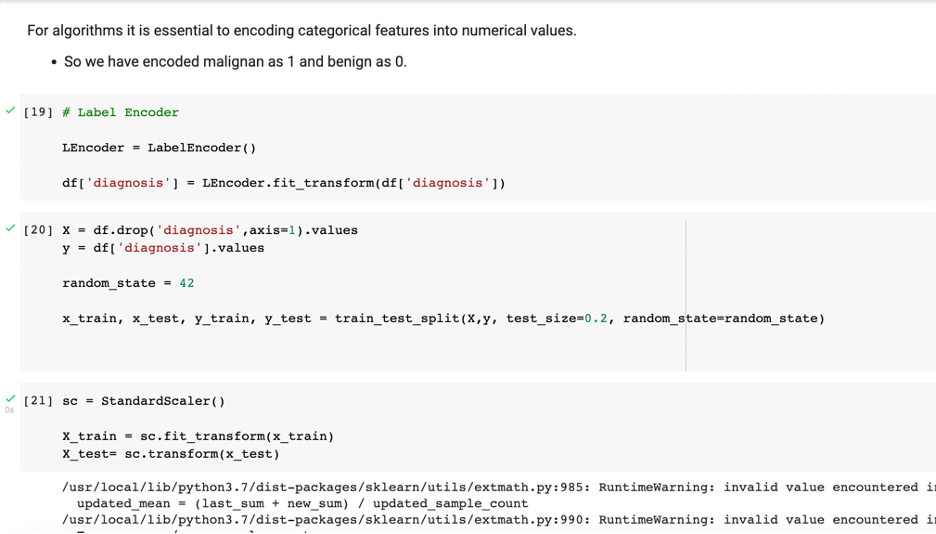 For algorithms it is essential to encoding categorical features into numerical values.
• So we have encoded malignan as 1 and benign as 0.
[19] # Label Encoder
LEncoder = LabelEncoder()
df['diagnosis'] = LEncoder.fit_transform(df['diagnosis'])
[20] X = df.drop('diagnosis',axis=1).values
y = df['diagnosis'].values
random_state = 42
x_train, x_test, y_train, y_test = train_test_split(X,y, test_size=0.2, random_state=random_state)
[21] sc = StandardScaler()
0s
X_train = sc.fit_transform(x_train)
X_test= sc.transform(x_test)
/usr/local/lib/python3.7/dist-packages/sklearn/utils/extmath.py:985: RuntimeWarning: invalid value encountered
updated_mean = (last_sum + new_sum) / updated_sample_count
/usr/local/lib/python3.7/dist-packages/sklearn/utils/extmath.py:990: RuntimeWarning: invalid value encountered